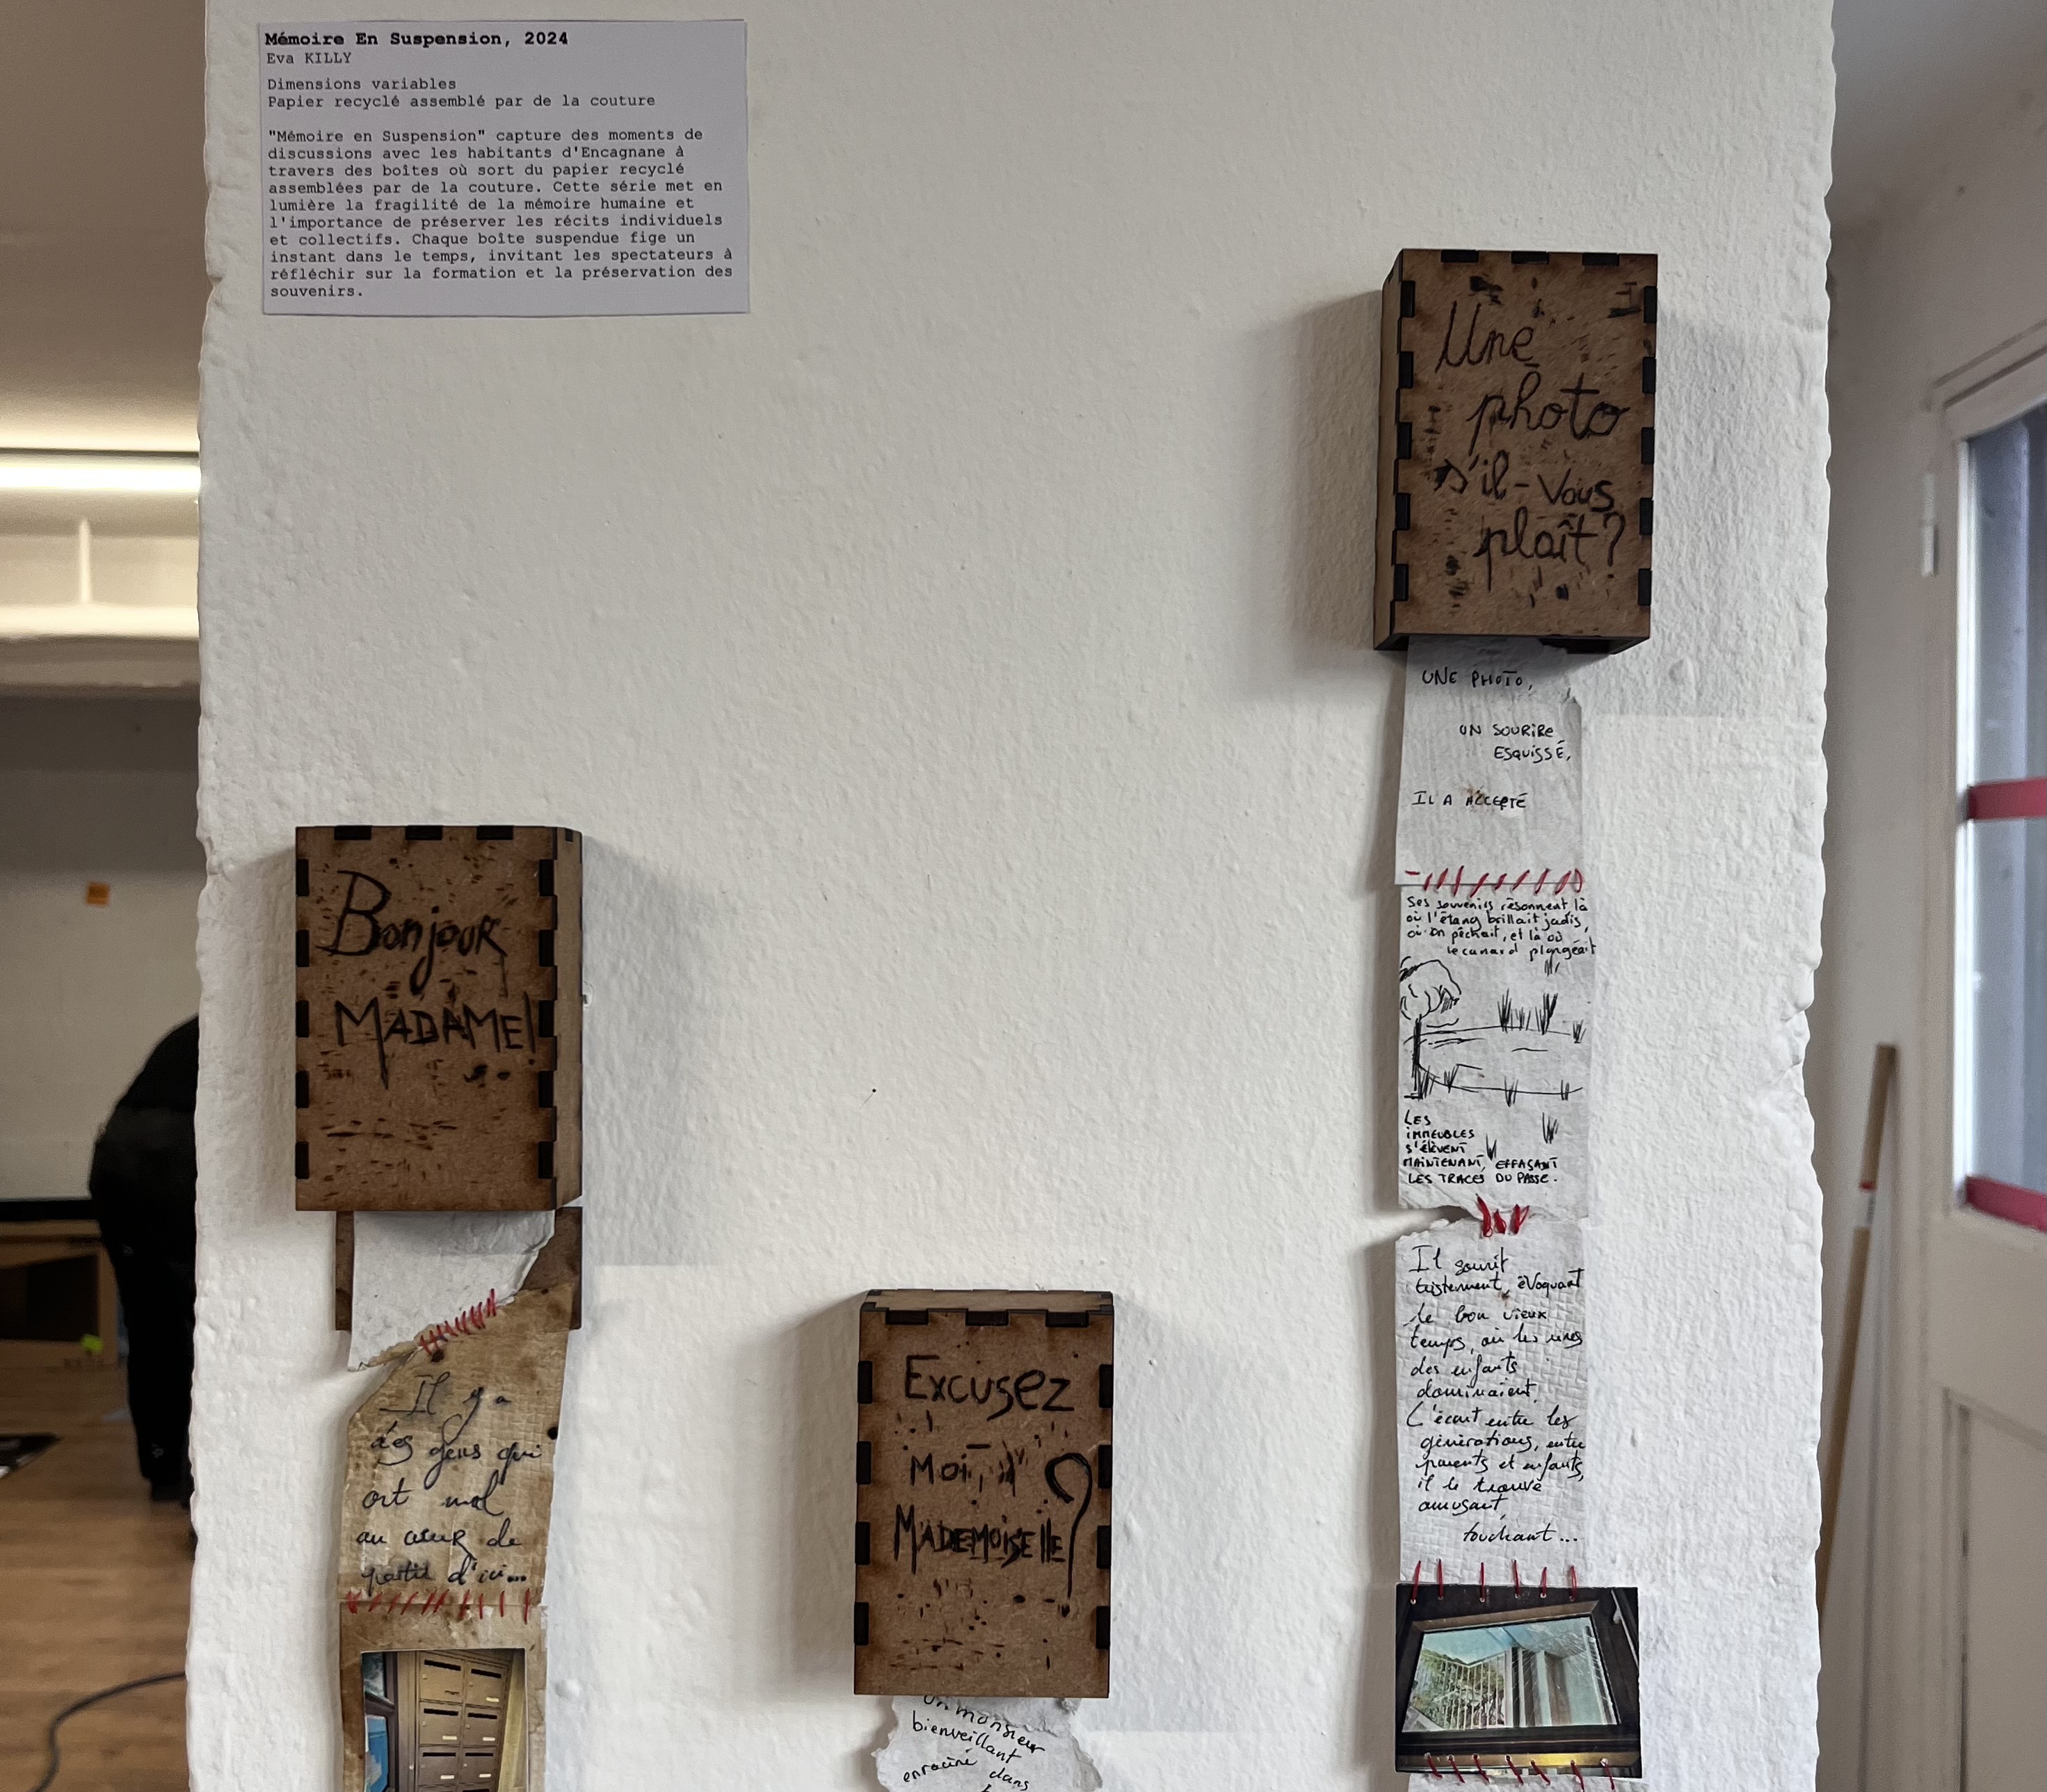 Mémoire En Suspension, 2024
Eva KILLY
Dimensions variables
Papier recyclé assemblé par de la couture
"Mémoire en Suspension" capture des moments de
discussions avec les habitants d'Encagnane à
travers des boîtes où sort du papier recyclé
assemblées par de la couture. Cette série met en
lumière la fragilité de la mémoire humaine et
l'importance de préserver les récits individuels
et collectifs. Chaque boîte suspendue fige un
instant dans le temps, invitant les spectateurs à
réfléchir sur la formation et la préservation des
souvenirs.
Bonjour
MADAME!
Il y a
des gens qui
ont mal
au cœur de
partir d'ici...
Excusez
Moi,
MADEMOISElle?
Un monsieur
bienveillant
enraciné dans
Une
photo
s'il-vous
plaît?
UNE PHOTO,
UN SOURIRE
ESQUISSÉ,
IL A ACCEPTÉ
Ses souvenirs résonnent là
où l'étang brillait jadis,
où on pêchait, et là où
le canard plongeait
LES
IMMEUBLES
S'ÉLÈVENT
MAINTENANT, EFFAÇANT
LES TRACES DU PASSE.
Il sourit
tristement, évoquant
le bon vieux
temps, où les rires
des enfants
dominaient.
L'écart entre les
générations, entre
parents et enfants,
il le trouve
amusant,
touchant...